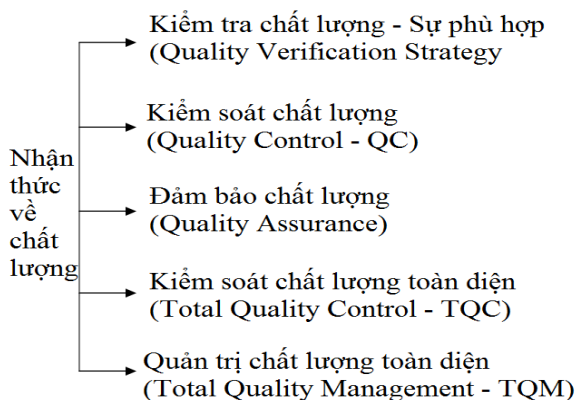 Kiểm tra chất lượng - Sự phù hợp
(Quality Verification Strategy
Kiểm soát chất lượng
(Quality Control - QC)
Nhận
thức
về
chất
lượng
Đảm bảo chất lượng
(Quality Assurance)
Kiểm soát chất lượng toàn diện
(Total Quality Control - TQC)
Quản trị chất lượng toàn diện
(Total Quality Management - TQM)